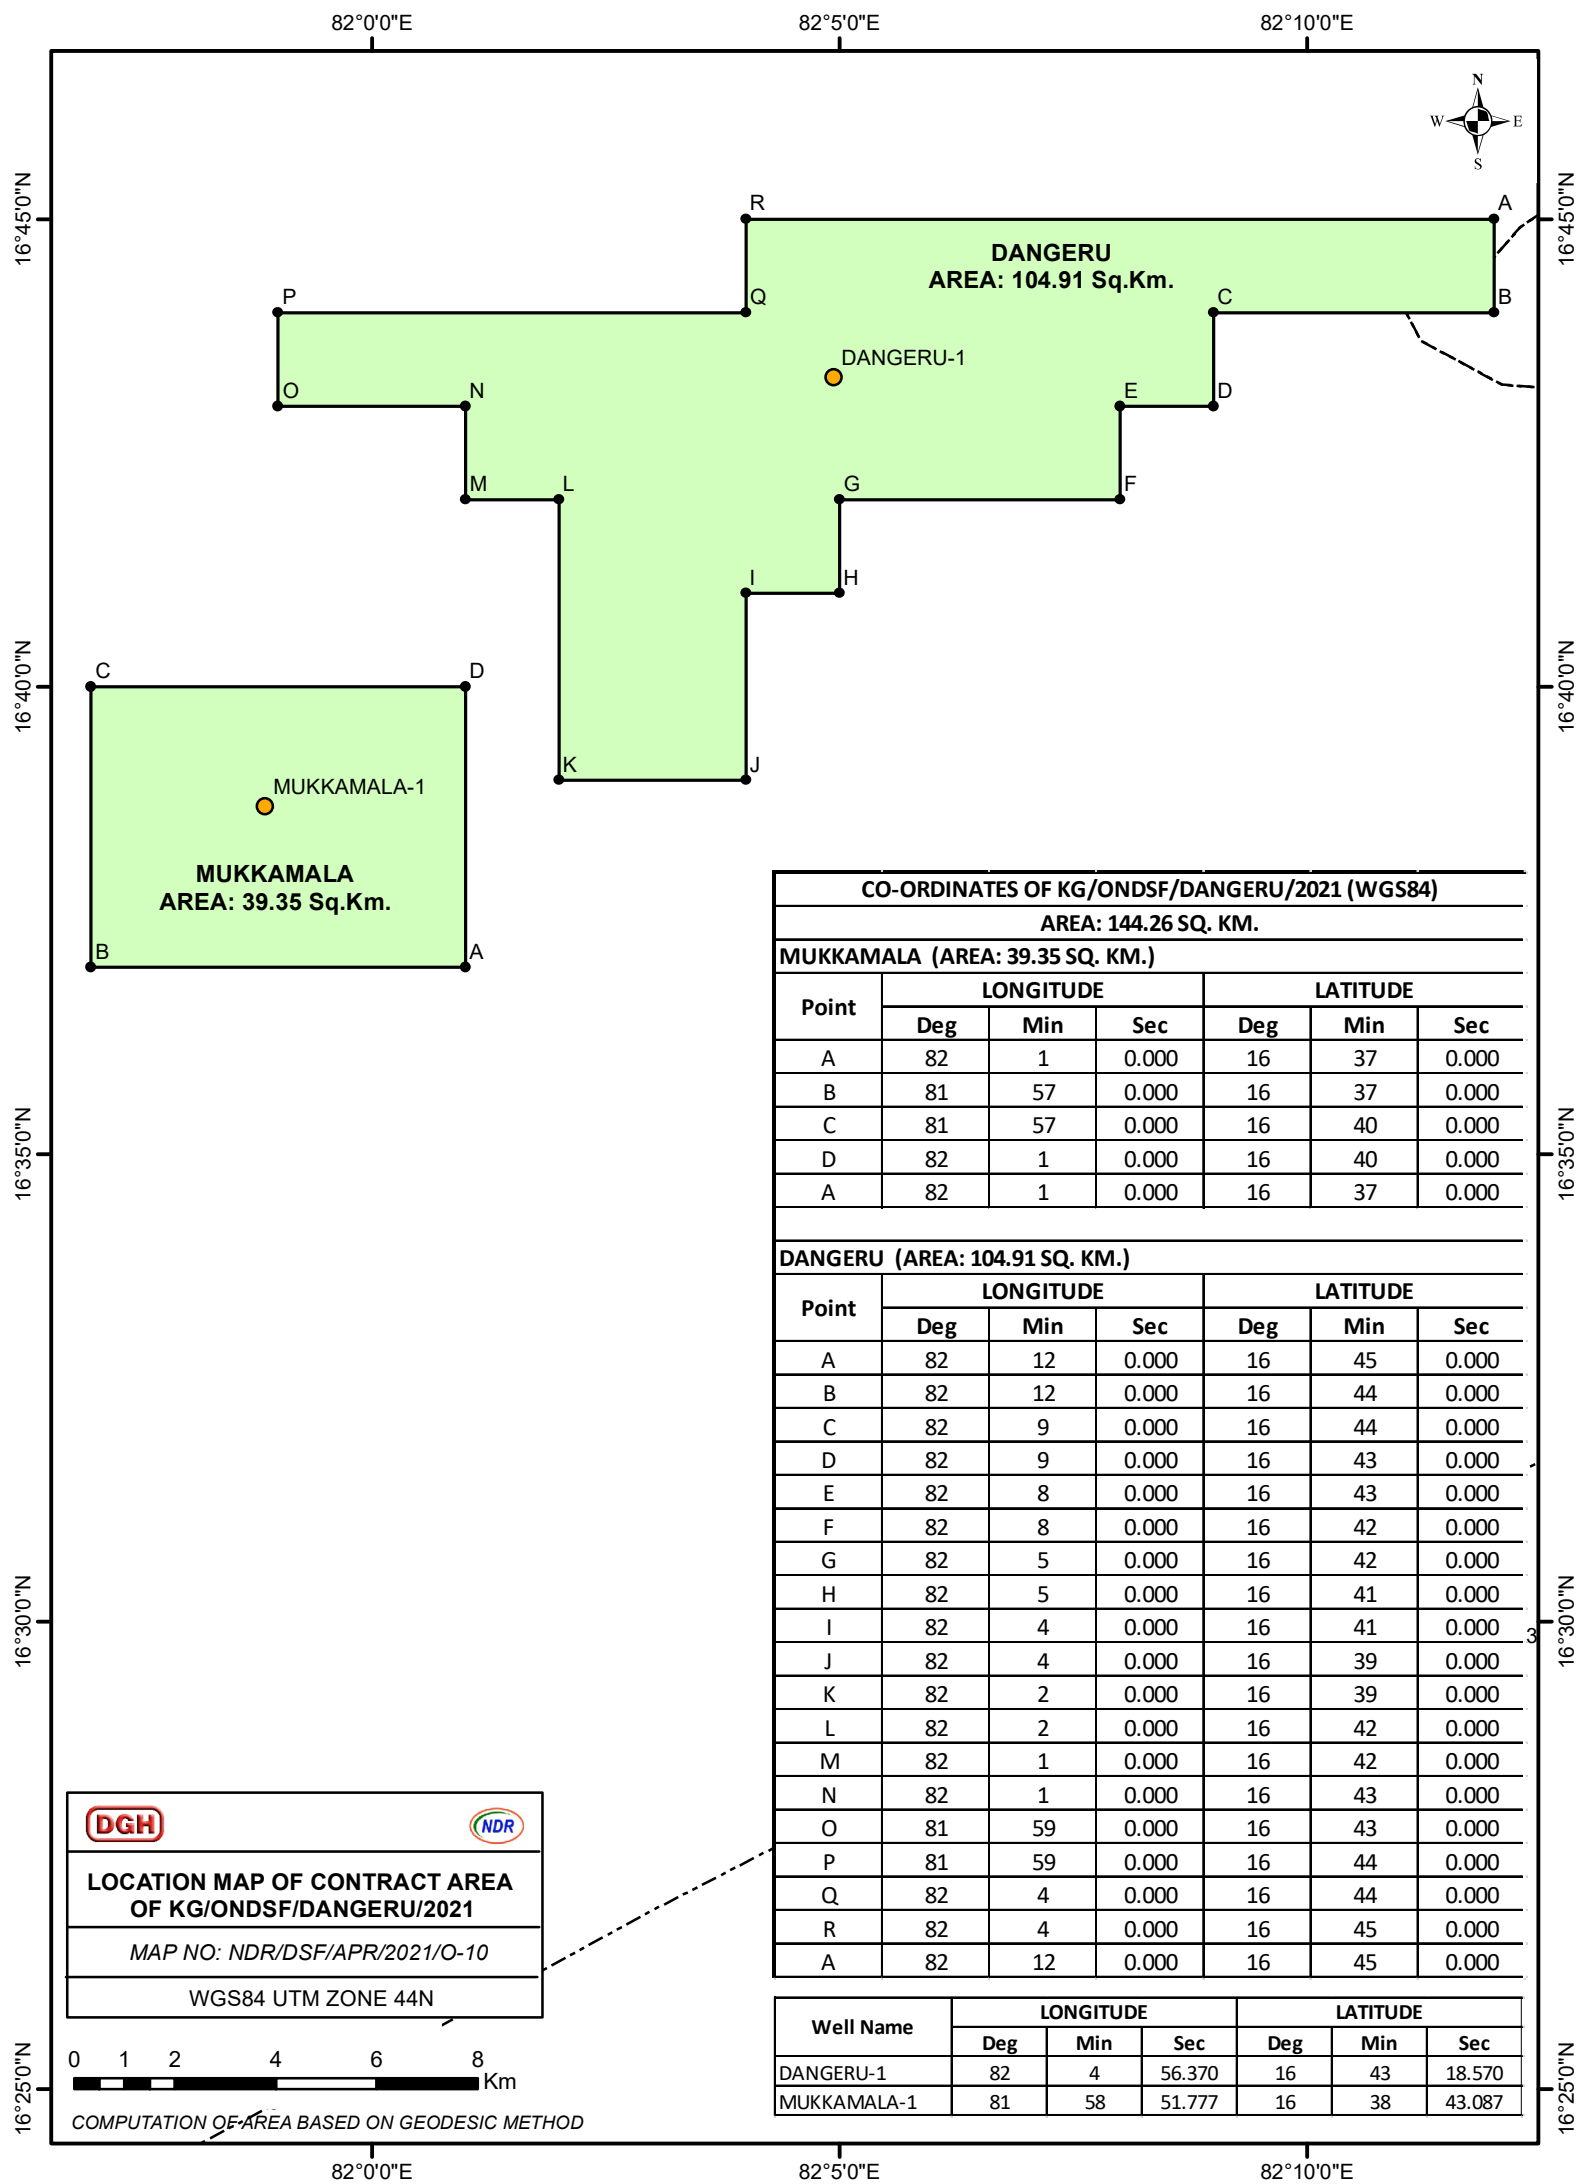 82°0'0"E 82°5'0"E 82°10'0"E
N
W E
S
16°45'0"N 16°45'0"N
R A
DANGERU
AREA: 104.91 Sq.Km.
P Q C B
DANGERU-1
O N E D
M L G F
I H
16°40'0"N 16°40'0"N
C D
K J
MUKKAMALA-1
MUKKAMALA
AREA: 39.35 Sq.Km.
B A
16°35'0"N 16°35'0"N
16°30'0"N 16°30'0"N
3
16°25'0"N 16°25'0"N
CO-ORDINATES OF KG/ONDSF/DANGERU/2021 (WGS84)
AREA: 144.26 SQ. KM.
MUKKAMALA (AREA: 39.35 SQ. KM.)
Point LONGITUDE LATITUDE
Deg Min Sec Deg Min Sec
A 82 1 0.000 16 37 0.000
B 81 57 0.000 16 37 0.000
C 81 57 0.000 16 40 0.000
D 82 1 0.000 16 40 0.000
A 82 1 0.000 16 37 0.000
DANGERU (AREA: 104.91 SQ. KM.)
Point LONGITUDE LATITUDE
Deg Min Sec Deg Min Sec
A 82 12 0.000 16 45 0.000
B 82 12 0.000 16 44 0.000
C 82 9 0.000 16 44 0.000
D 82 9 0.000 16 43 0.000
E 82 8 0.000 16 43 0.000
F 82 8 0.000 16 42 0.000
G 82 5 0.000 16 42 0.000
H 82 5 0.000 16 41 0.000
I 82 4 0.000 16 41 0.000
J 82 4 0.000 16 39 0.000
K 82 2 0.000 16 39 0.000
L 82 2 0.000 16 42 0.000
M 82 1 0.000 16 42 0.000
N 82 1 0.000 16 43 0.000
O 81 59 0.000 16 43 0.000
P 81 59 0.000 16 44 0.000
Q 82 4 0.000 16 44 0.000
R 82 4 0.000 16 45 0.000
A 82 12 0.000 16 45 0.000
Well Name LONGITUDE LATITUDE
Deg Min Sec Deg Min Sec
DANGERU-1 82 4 56.370 16 43 18.570
MUKKAMALA-1 81 58 51.777 16 38 43.087
DGH NDR
LOCATION MAP OF CONTRACT AREA
OF KG/ONDSF/DANGERU/2021
MAP NO: NDR/DSF/APR/2021/O-10
WGS84 UTM ZONE 44N
0 1 2 4 6 8
Km
COMPUTATION OF AREA BASED ON GEODESIC METHOD
82°0'0"E 82°5'0"E 82°10'0"E